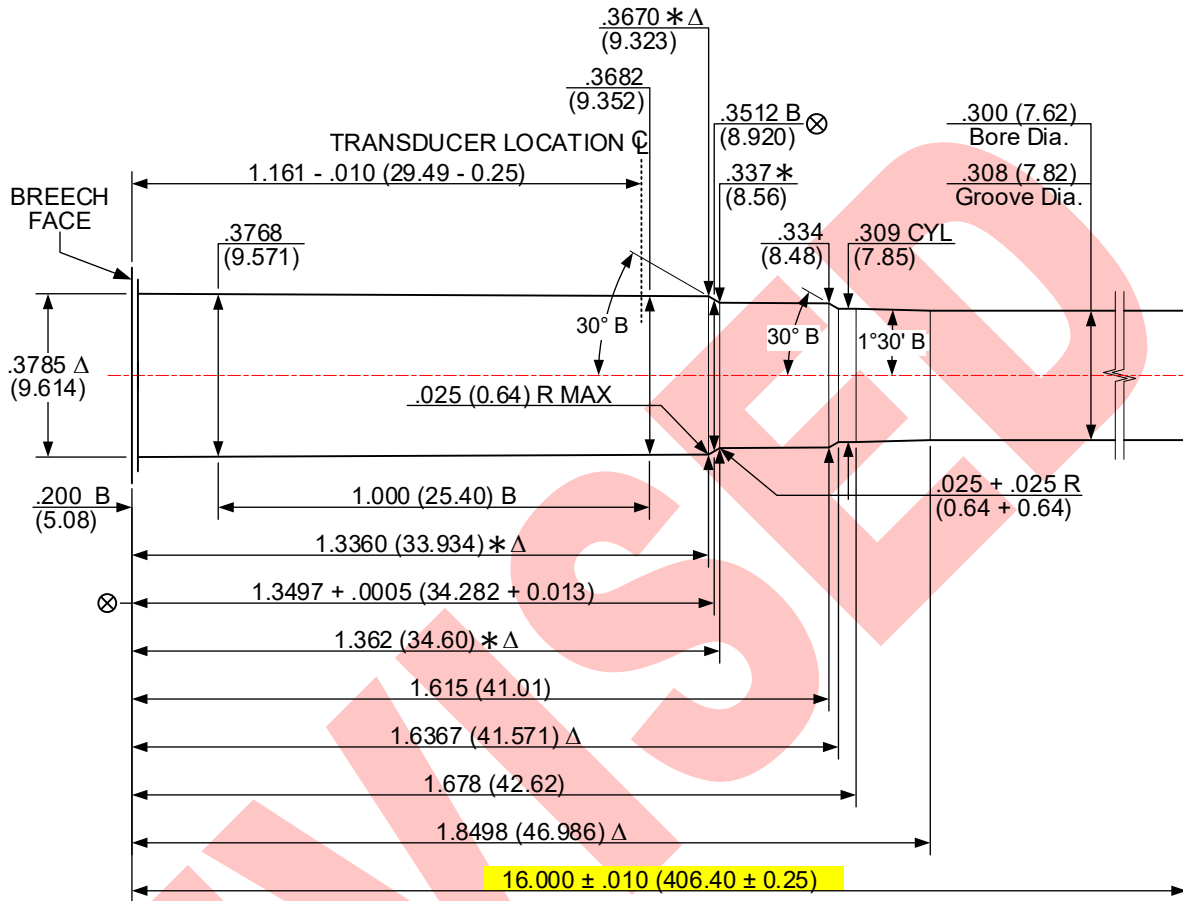 .3670 * Δ
(9.323)
.3682
(9.352)
.3512 B ⊗
(8.920)
.300 (7.62)
Bore Dia.
TRANSDUCER LOCATION ℄
1.161 - .010 (29.49 - 0.25)
.337 *
(8.56)
.308 (7.82)
Groove Dia.
BREECH
FACE
.3768
(9.571)
.334
(8.48)
.309 CYL
(7.85)
30° B
30° B
1°30' B
.3785 Δ
(9.614)
.025 (0.64) R MAX
.200 B
(5.08)
1.000 (25.40) B
.025 + .025 R
(0.64 + 0.64)
1.3360 (33.934) * Δ
⊗ 1.3497 + .0005 (34.282 + 0.013)
1.362 (34.60) * Δ
1.615 (41.01)
1.6367 (41.571) Δ
1.678 (42.62)
1.8498 (46.986) Δ
16.000 ± .010 (406.40 ± 0.25)